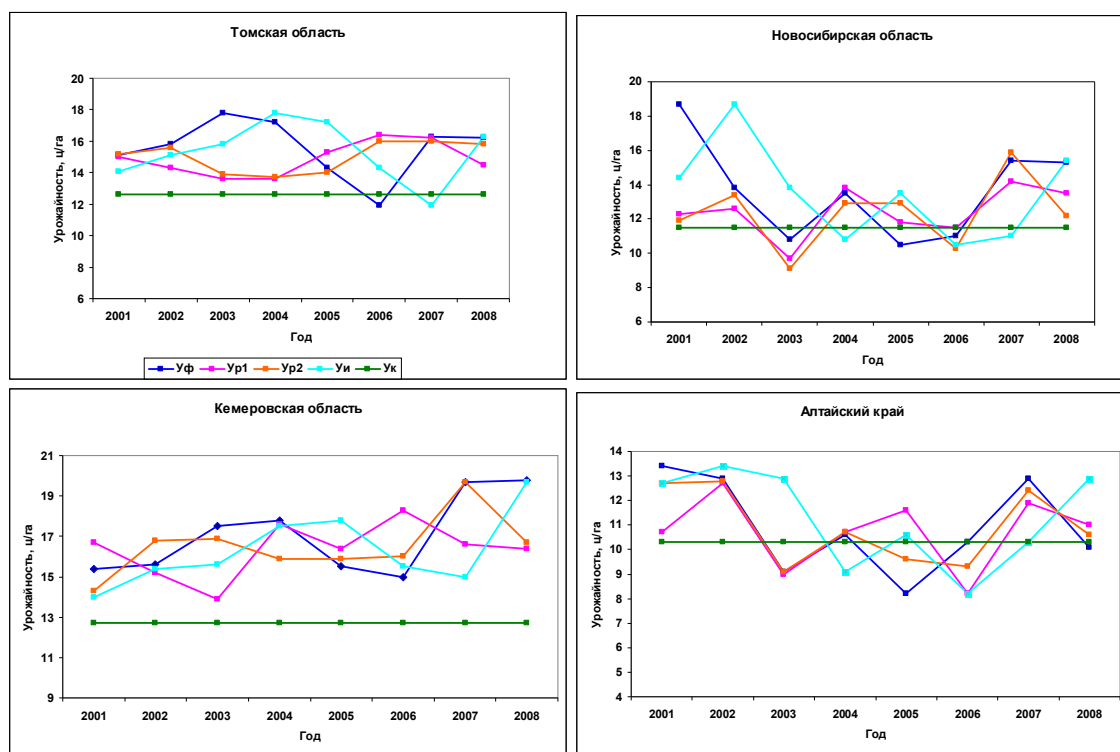 Томская область
20
18
16
14
12
10
8
6
Урожайность, ц/га
2001 2002 2003 2004 2005 2006 2007 2008
Год
Уф Ур1 Ур2 Уи Ук
Новосибирская область
20
18
16
14
12
10
8
6
Урожайность, ц/га
2001 2002 2003 2004 2005 2006 2007 2008
Год
Кемеровская область
21
19
17
15
13
11
9
Урожайность, ц/га
2001 2002 2003 2004 2005 2006 2007 2008
Год
Алтайский край
14
13
12
11
10
9
8
7
6
5
4
Урожайность, ц/га
2001 2002 2003 2004 2005 2006 2007 2008
Год